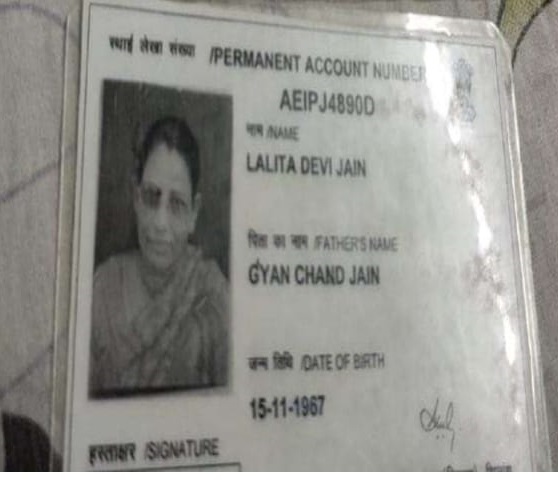 स्थाई लेखा संख्या /PERMANENT ACCOUNT NUMBER
AEIPJ4890D
नाम /NAME
LALITA DEVI JAIN
पिता का नाम /FATHER'S NAME
GYAN CHAND JAIN
जन्म तिथि /DATE OF BIRTH
15-11-1967
हस्ताक्षर /SIGNATURE